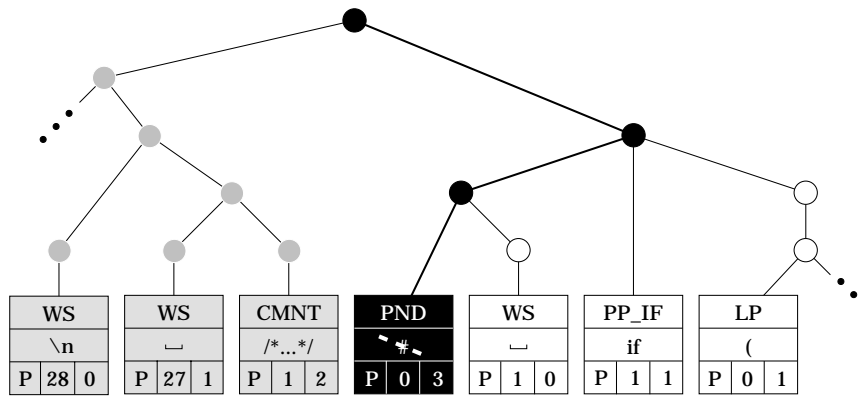 WS WS CMNT PND WS PP_IF LP
\n ⎵ /*...*/ # ⎵ if (
P 28 0 P 27 1 P 1 2 P 0 3 P 1 0 P 1 1 P 0 1